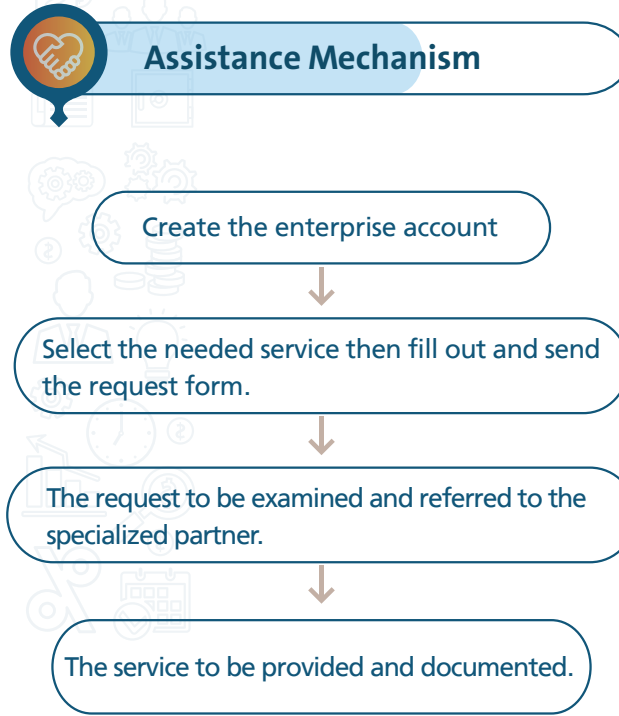 Assistance Mechanism
Create the enterprise account
Select the needed service then fill out and send
the request form.
The request to be examined and referred to the
specialized partner.
The service to be provided and documented.